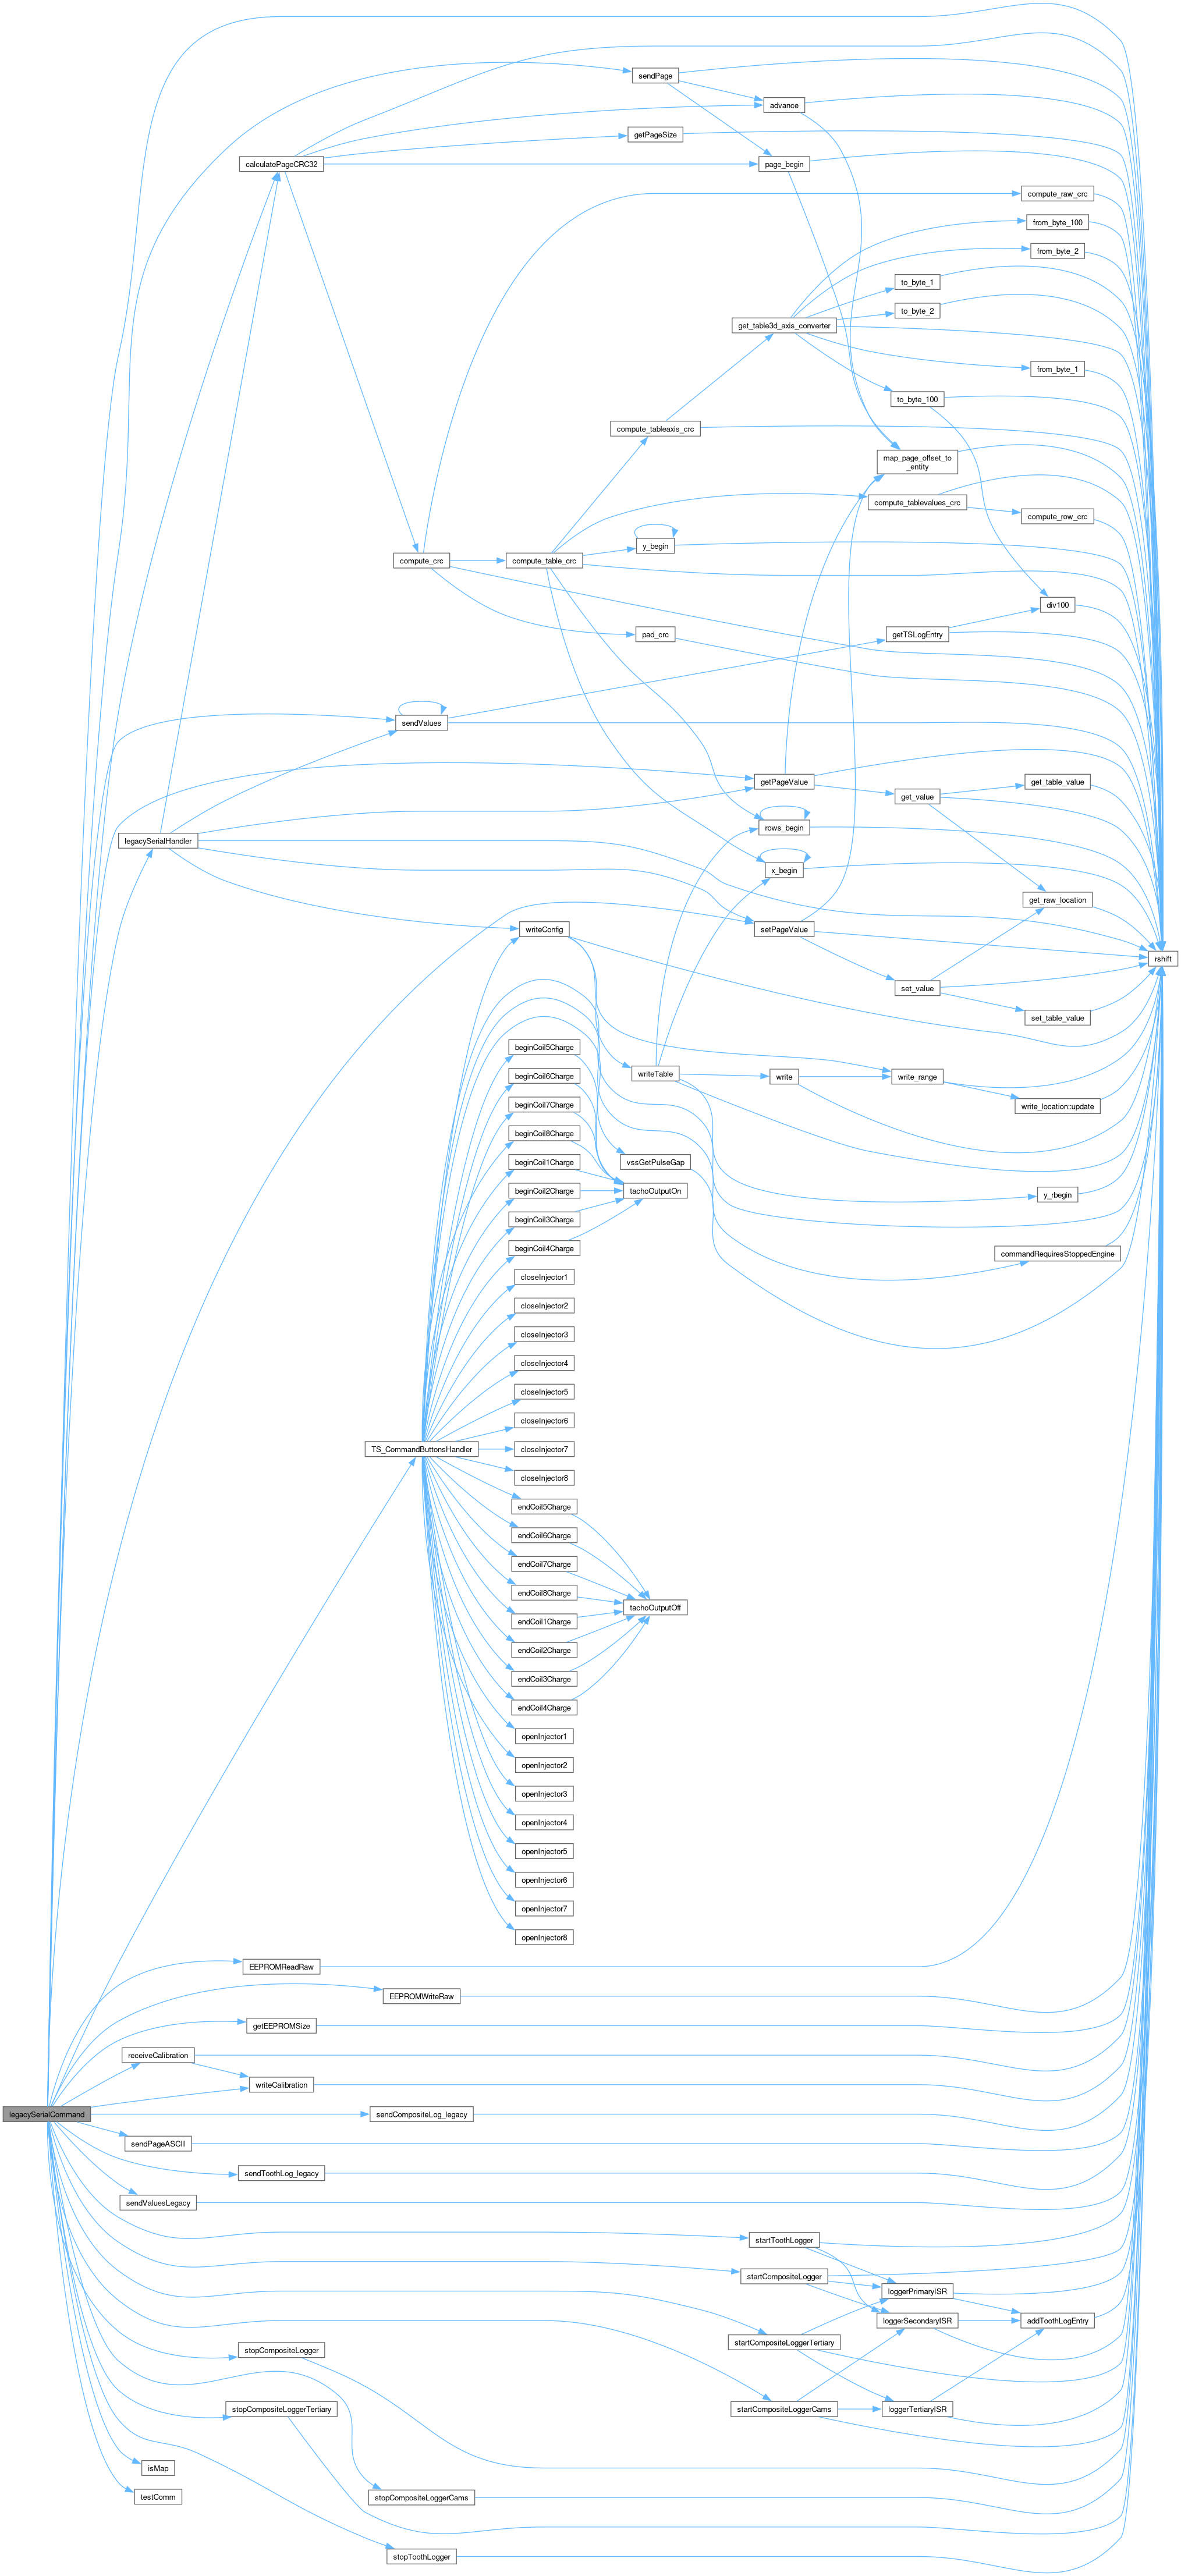 sendPage
advance
getPageSize
calculatePageCRC32
page_begin
compute_raw_crc
from_byte_100
from_byte_2
to_byte_1
to_byte_2
get_table3d_axis_converter
from_byte_1
to_byte_100
compute_tableaxis_crc
map_page_offset_to
_entity
compute_tablevalues_crc
compute_row_crc
y_begin
compute_crc
compute_table_crc
div100
pad_crc
getTSLogEntry
sendValues
getPageValue
get_table_value
get_value
rows_begin
legacySerialHandler
x_begin
get_raw_location
writeConfig
setPageValue
rshift
set_value
set_table_value
beginCoil5Charge
writeTable
beginCoil6Charge
write
write_range
beginCoil7Charge
write_location::update
beginCoil8Charge
beginCoil1Charge
vssGetPulseGap
beginCoil2Charge
tachoOutputOn
y_rbegin
beginCoil3Charge
beginCoil4Charge
commandRequiresStoppedEngine
closeInjector1
closeInjector2
closeInjector3
closeInjector4
closeInjector5
closeInjector6
TS_CommandButtonsHandler
closeInjector7
closeInjector8
endCoil5Charge
endCoil6Charge
endCoil7Charge
endCoil8Charge
tachoOutputOff
endCoil1Charge
endCoil2Charge
endCoil3Charge
endCoil4Charge
openInjector1
openInjector2
openInjector3
openInjector4
openInjector5
openInjector6
openInjector7
openInjector8
EEPROMReadRaw
EEPROMWriteRaw
getEEPROMSize
receiveCalibration
writeCalibration
legacySerialCommand
sendCompositeLog_legacy
sendPageASCII
sendToothLog_legacy
sendValuesLegacy
startToothLogger
startCompositeLogger
loggerPrimaryISR
loggerSecondaryISR
addToothLogEntry
startCompositeLoggerTertiary
stopCompositeLogger
stopCompositeLoggerTertiary
startCompositeLoggerCams
loggerTertiaryISR
isMap
testComm
stopCompositeLoggerCams
stopToothLogger